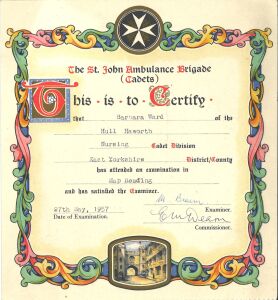 The St. John Ambulance Brigade
(Cadets)
This · is · to · Certify ·
that Barbara Ward of the
Hull Haworth
Nursing Cadet Division
East Yorkshire District/County
has attended an examination in
Map Reading
and has satisfied the Examiner.
Examiner.
27th May, 1957
Date of Examination.
Commissioner.